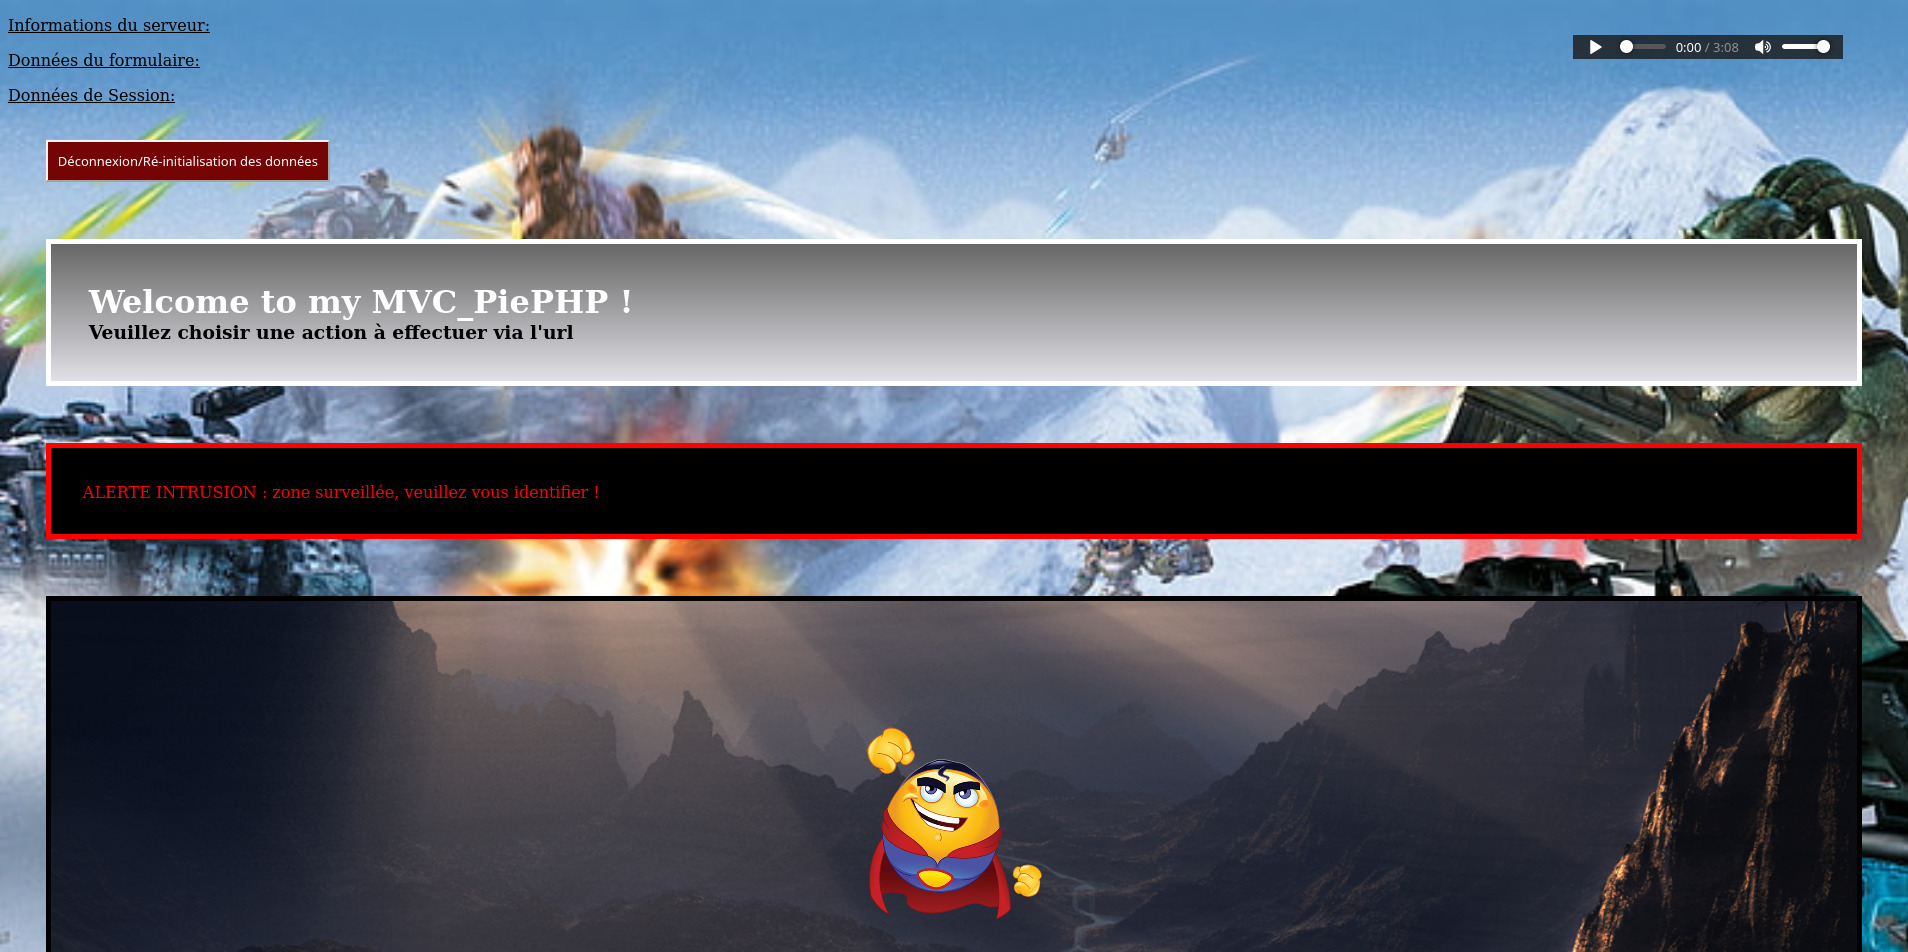 Informations du serveur:
Données du formulaire:
Données de Session:
0:00 / 3:08
Déconnexion/Ré-initialisation des données
Welcome to my MVC_PiePHP !
Veuillez choisir une action à effectuer via l'url
ALERTE INTRUSION : zone surveillée, veuillez vous identifier !